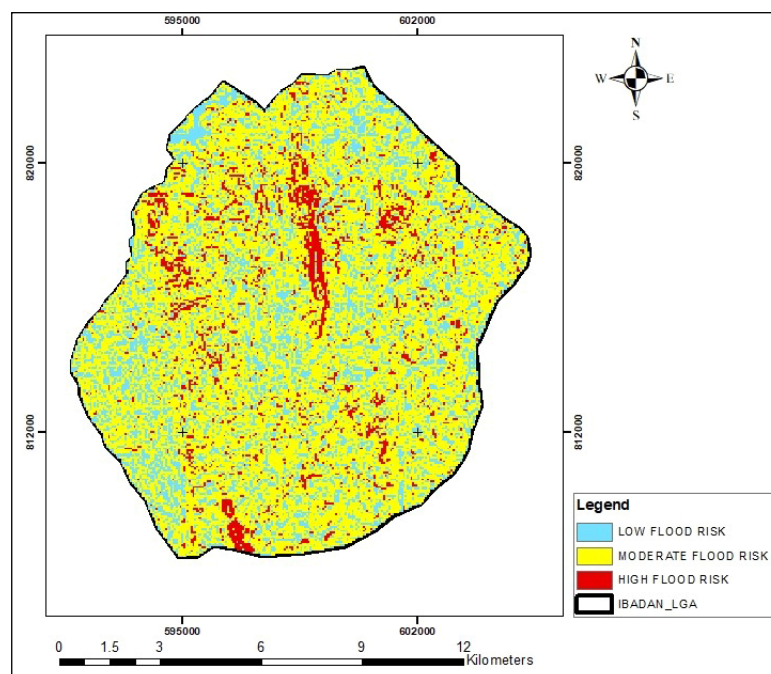 595000 602000
N
W E
S
820000 820000
812000 812000
Legend
LOW FLOOD RISK
MODERATE FLOOD RISK
HIGH FLOOD RISK
IBADAN_LGA
595000 602000
0 1.5 3 6 9 12
Kilometers